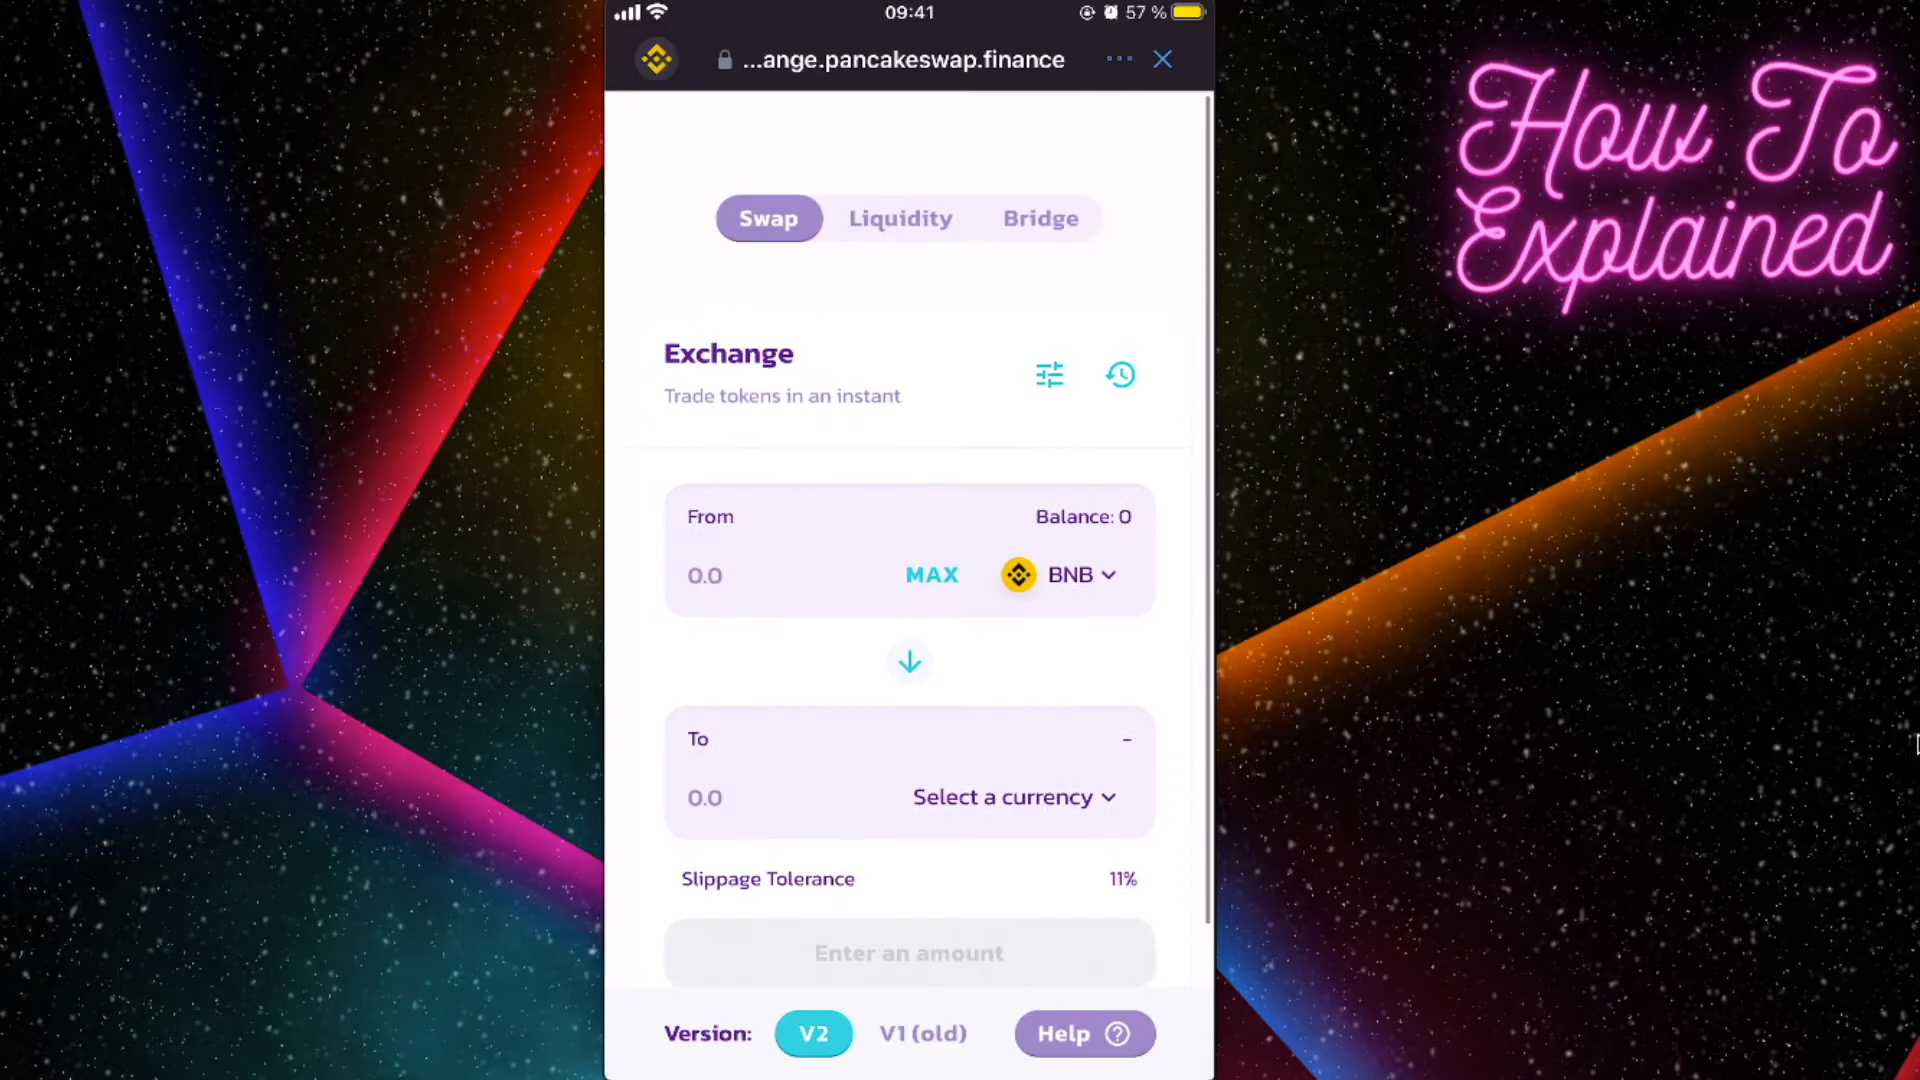 09:41
57 %
...ange.pancakeswap.finance
How To
Explained
Swap Liquidity Bridge
Exchange
Trade tokens in an instant
From Balance: 0
0.0 MAX BNB
To -
0.0 Select a currency
Slippage Tolerance 11%
Enter an amount
Version: V2 V1 (old) Help ?